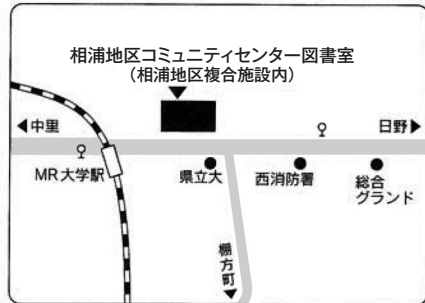 相浦地区コミュニティセンター図書室
（相浦地区複合施設内）
◀中里
日野▶
MR大学駅
県立大
西消防署
総合
グランド
棚方町